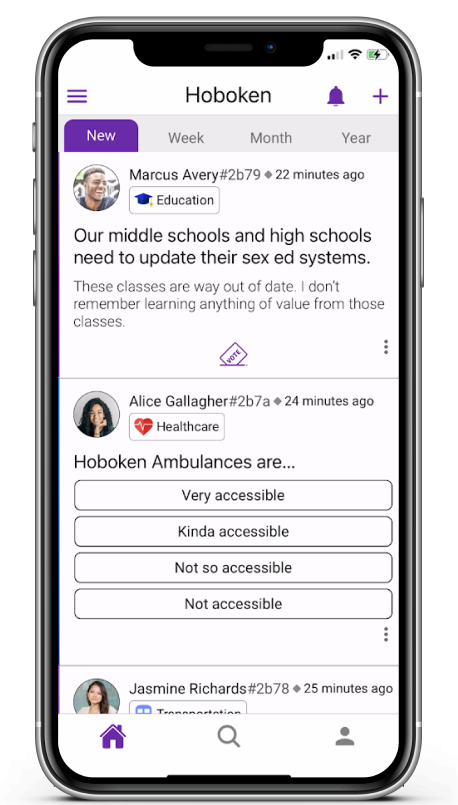 Hoboken
New Week Month Year
Marcus Avery#2b79 ◆ 22 minutes ago
Education
Our middle schools and high schools
need to update their sex ed systems.
These classes are way out of date. I don't
remember learning anything of value from those
classes.
VOTE
Alice Gallagher#2b7a ◆ 24 minutes ago
Healthcare
Hoboken Ambulances are...
Very accessible
Kinda accessible
Not so accessible
Not accessible
Jasmine Richards#2b78 ◆ 25 minutes ago
Transportation